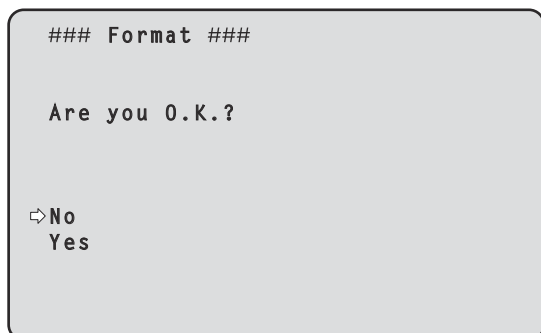 ### Format ###
Are you O.K.?
⇨No
Yes